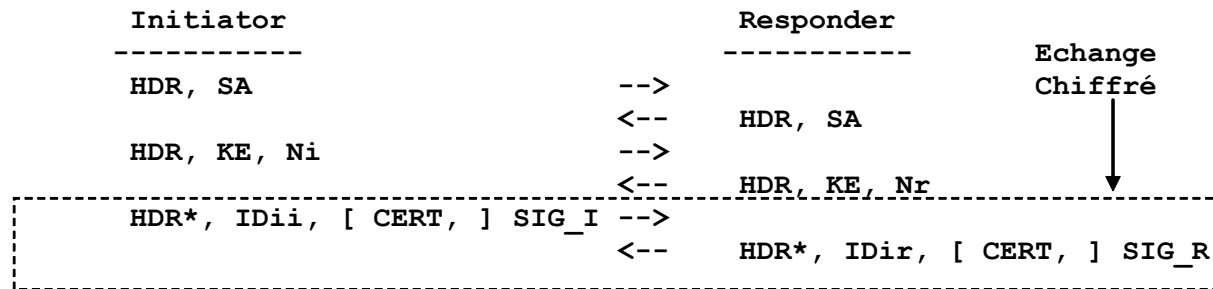 Initiator Responder
----------- ----------- Echange
HDR, SA --> Chiffré
<-- HDR, SA
HDR, KE, Ni -->
<-- HDR, KE, Nr
HDR*, IDii, [ CERT, ] SIG_I -->
<-- HDR*, IDir, [ CERT, ] SIG_R